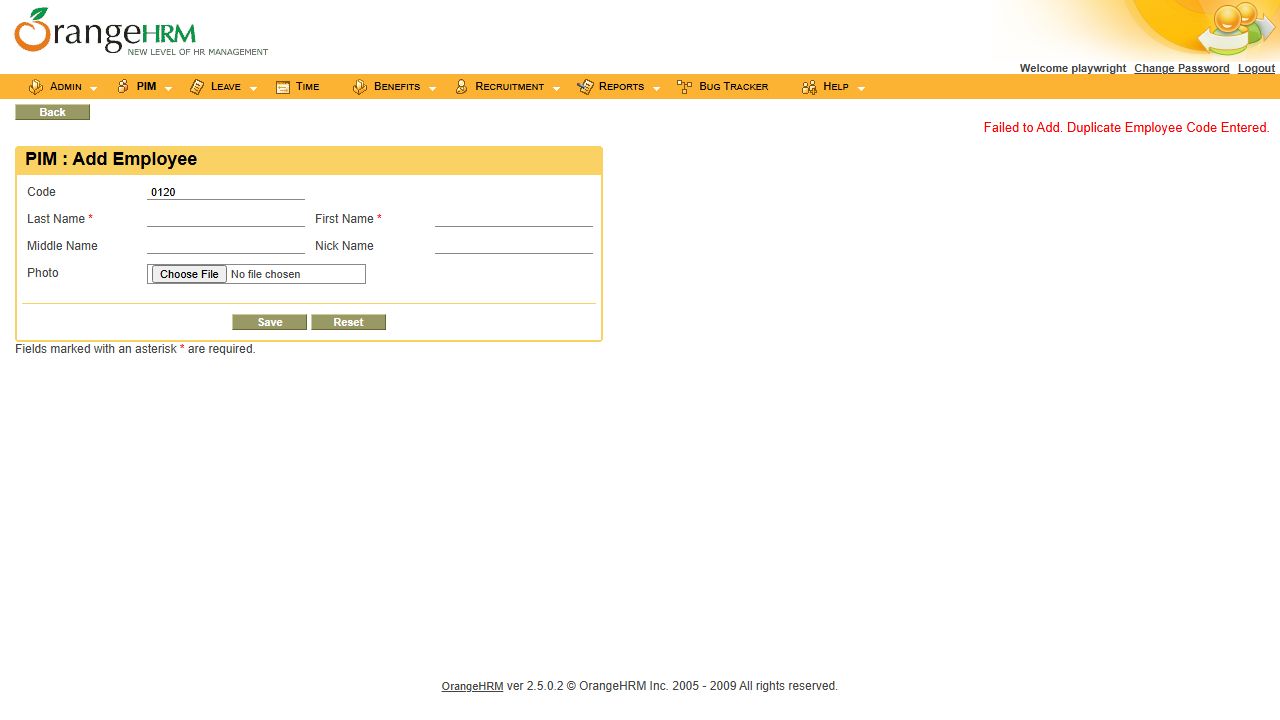 OrangeHRM
NEW LEVEL OF HR MANAGEMENT
Welcome playwright Change Password Logout
ADMIN PIM LEAVE TIME BENEFITS RECRUITMENT REPORTS BUG TRACKER HELP
Back
Failed to Add. Duplicate Employee Code Entered.
PIM : Add Employee
Code 0120
Last Name * First Name *
Middle Name Nick Name
Photo Choose File No file chosen
Save Reset
Fields marked with an asterisk * are required.
OrangeHRM ver 2.5.0.2 © OrangeHRM Inc. 2005 - 2009 All rights reserved.